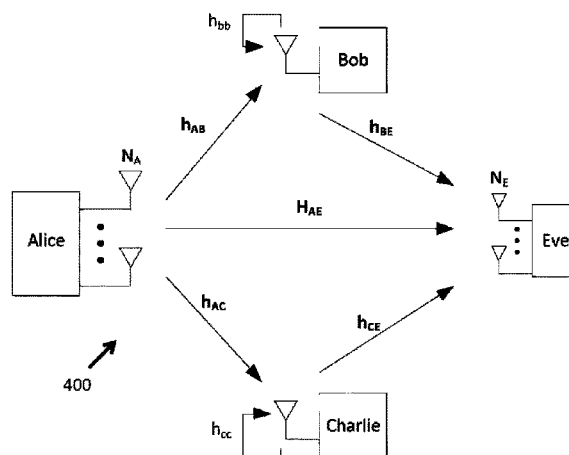 h_bb
Bob
h_AB
h_BE
N_A
N_E
Alice
H_AE
Eve
h_AC
h_CE
400
h_cc
Charlie